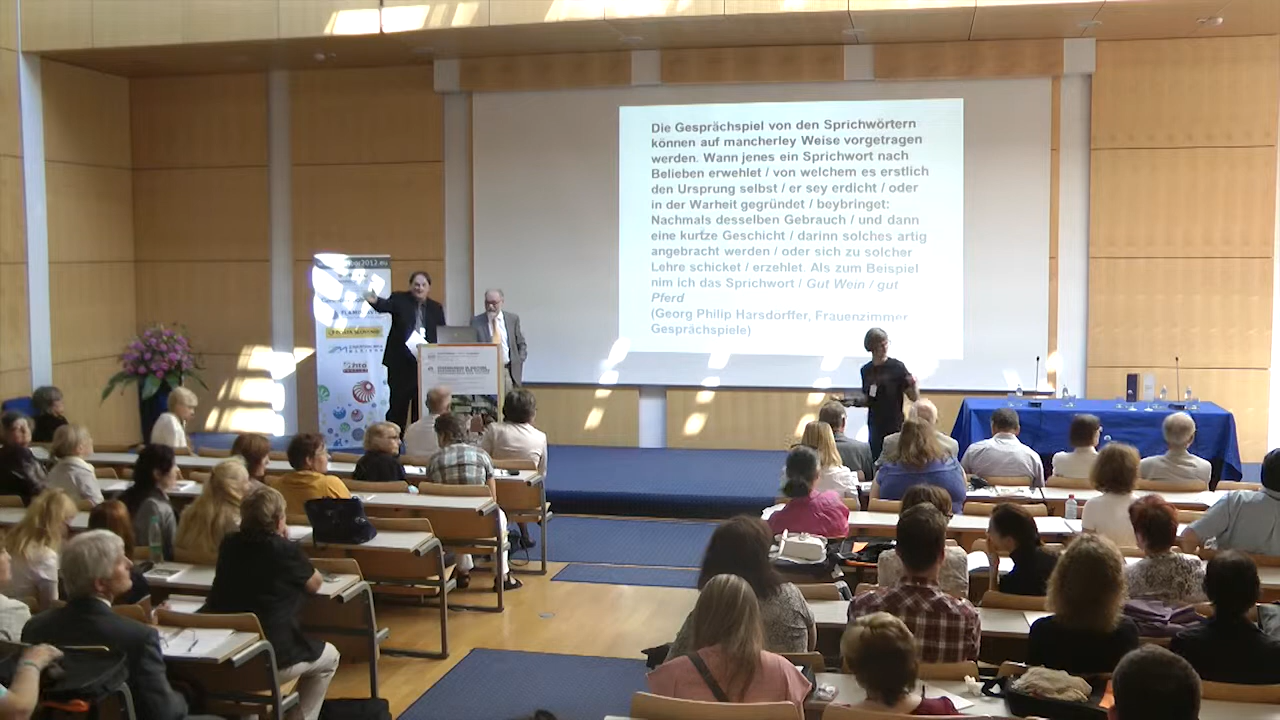 Die Gesprächspiel von den Sprichwörtern
können auf mancherley Weise vorgetragen
werden. Wann jenes ein Sprichwort nach
Belieben erwehlet / von welchem es erstlich
den Ursprung selbst / er sey erdicht / oder
in der Warheit gegründet / beybringet:
Nachmals desselben Gebrauch / und dann
eine kurtze Geschicht / darinn solches artig
angebracht werden / oder sich zu solcher
Lehre schicket / erzehlet. Als zum Beispiel
nim ich das Sprichwort / Gut Wein / gut
Pferd
(Georg Philip Harsdorffer, Frauenzimmer
Gesprächspiele)